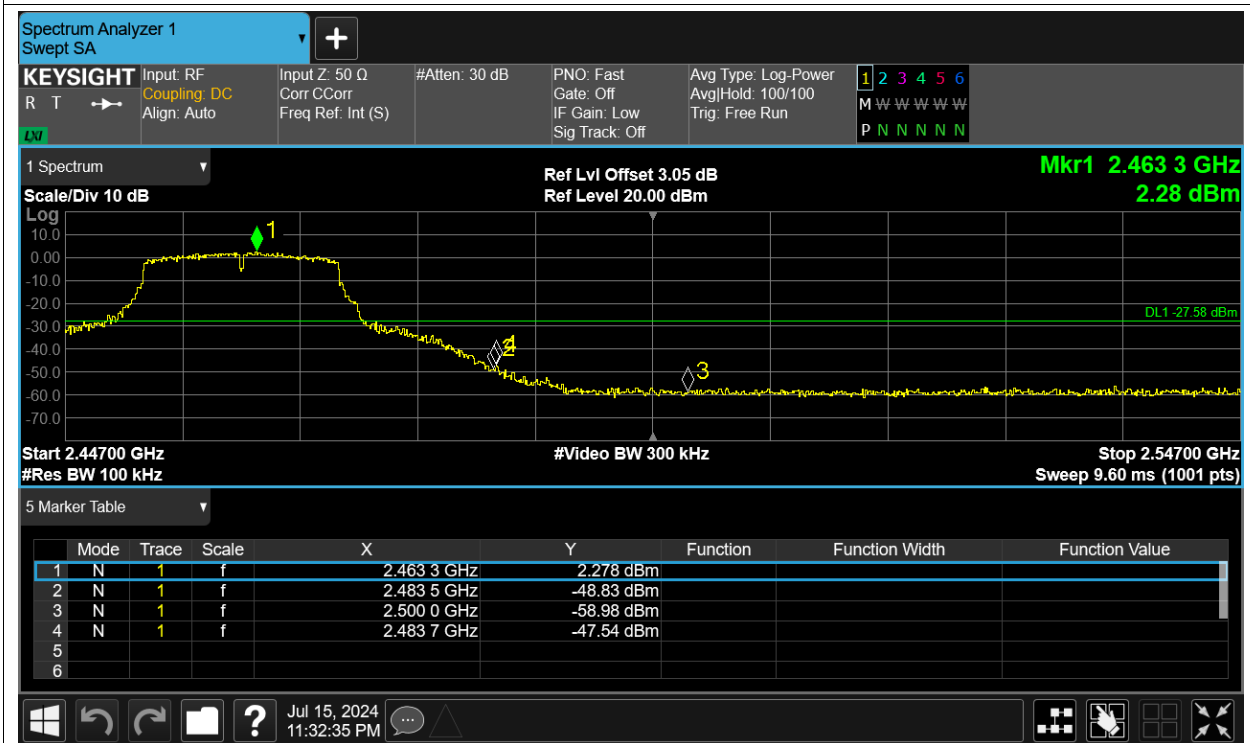 Spectrum Analyzer 1
Swept SA
+
KEYSIGHT
R T
LXI
Input: RF
Coupling: DC
Align: Auto
Input Z: 50 Ω
Corr CCorr
Freq Ref: Int (S)
#Atten: 30 dB
PNO: Fast
Gate: Off
IF Gain: Low
Sig Track: Off
Avg Type: Log-Power
Avg|Hold: 100/100
Trig: Free Run
1 2 3 4 5 6
M W W W W W
P N N N N N
1 Spectrum
Scale/Div 10 dB
Ref Lvl Offset 3.05 dB
Ref Level 20.00 dBm
Mkr1 2.463 3 GHz
2.28 dBm
Log
10.0
0.00
-10.0
-20.0
-30.0
-40.0
-50.0
-60.0
-70.0
1
2
4
3
DL1 -27.58 dBm
Start 2.44700 GHz
#Video BW 300 kHz
Stop 2.54700 GHz
#Res BW 100 kHz
Sweep 9.60 ms (1001 pts)
5 Marker Table
Mode Trace Scale X Y Function Function Width Function Value
1 N 1 f 2.463 3 GHz 2.278 dBm
2 N 1 f 2.483 5 GHz -48.83 dBm
3 N 1 f 2.500 0 GHz -58.98 dBm
4 N 1 f 2.483 7 GHz -47.54 dBm
5
6
?
Jul 15, 2024
11:32:35 PM